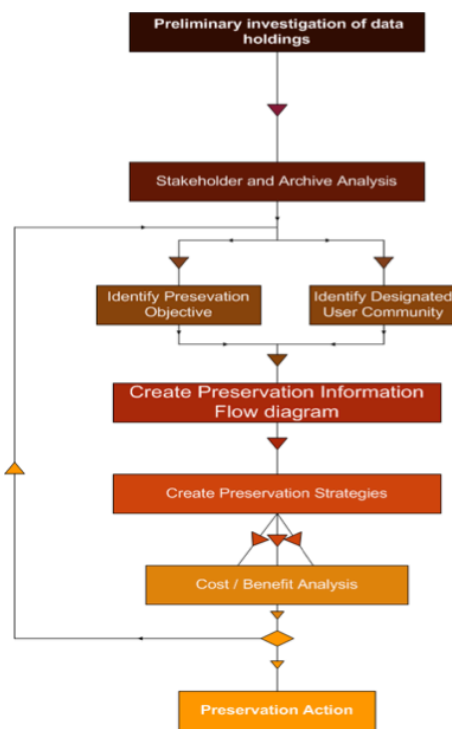 Preliminary investigation of data
holdings
Stakeholder and Archive Analysis
Identify Presevation
Objective
Identify Designated
User Community
Create Preservation Information
Flow diagram
Create Preservation Strategies
Cost / Benefit Analysis
Preservation Action